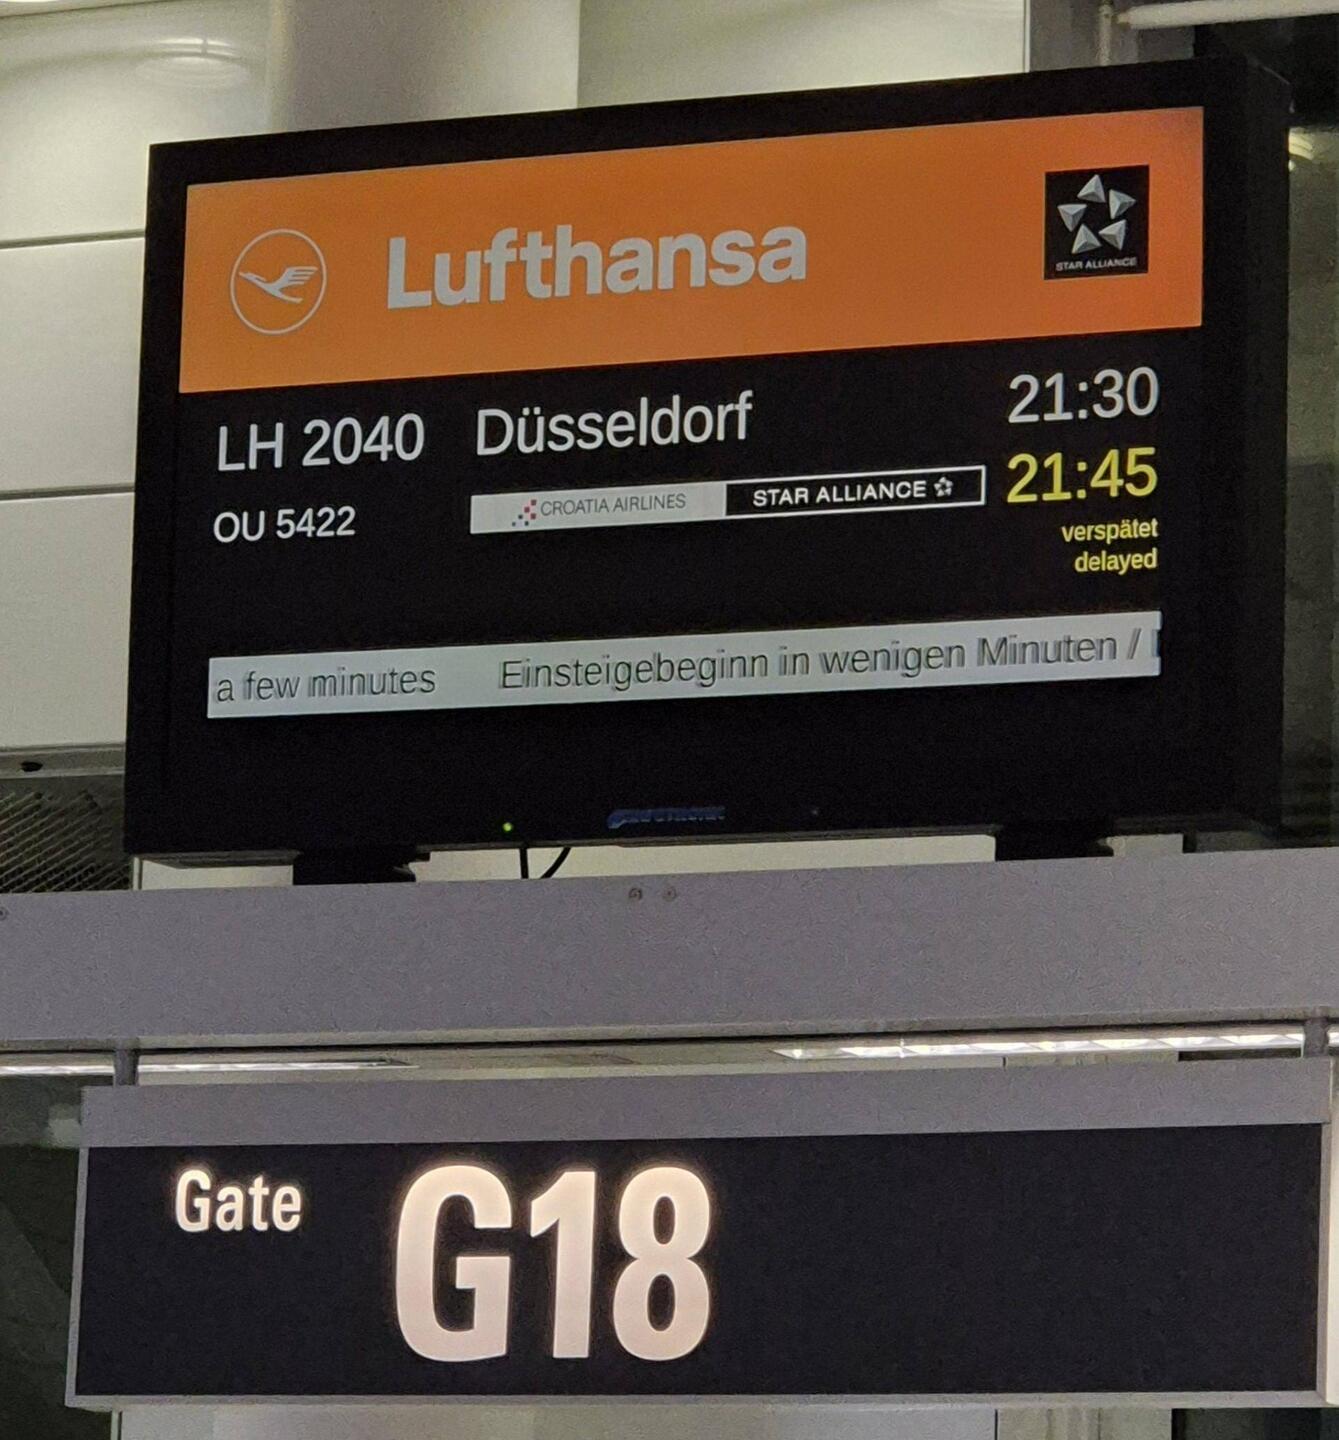 Lufthansa
STAR ALLIANCE
LH 2040 Düsseldorf 21:30
OU 5422 CROATIA AIRLINES STAR ALLIANCE 21:45
verspätet
delayed
a few minutes Einsteigebeginn in wenigen Minuten /
Gate G18